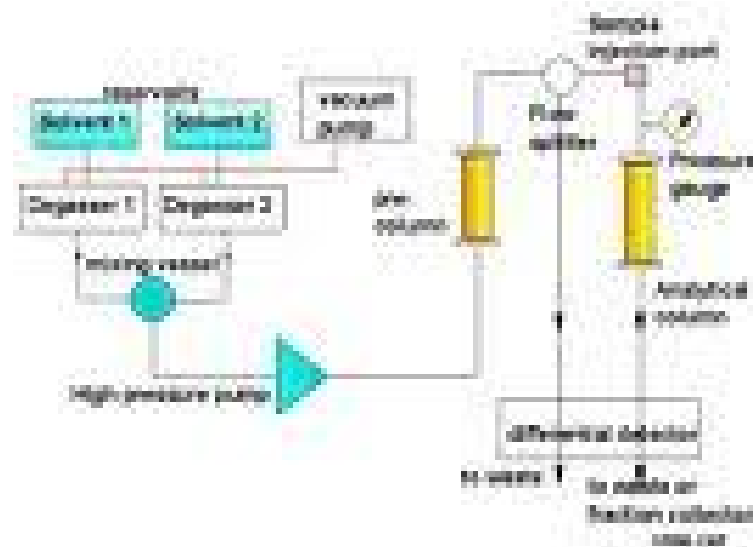 reservoirs
Solvent 1
Solvent 2
vacuum
pump
Degasser 1
Degasser 2
mixing vessel
High pressure pump
pre-
column
Sample
injection port
Flow
splitter
Pressure
gauge
Analytical
column
differential detector
to waste
to waste or
fraction collector